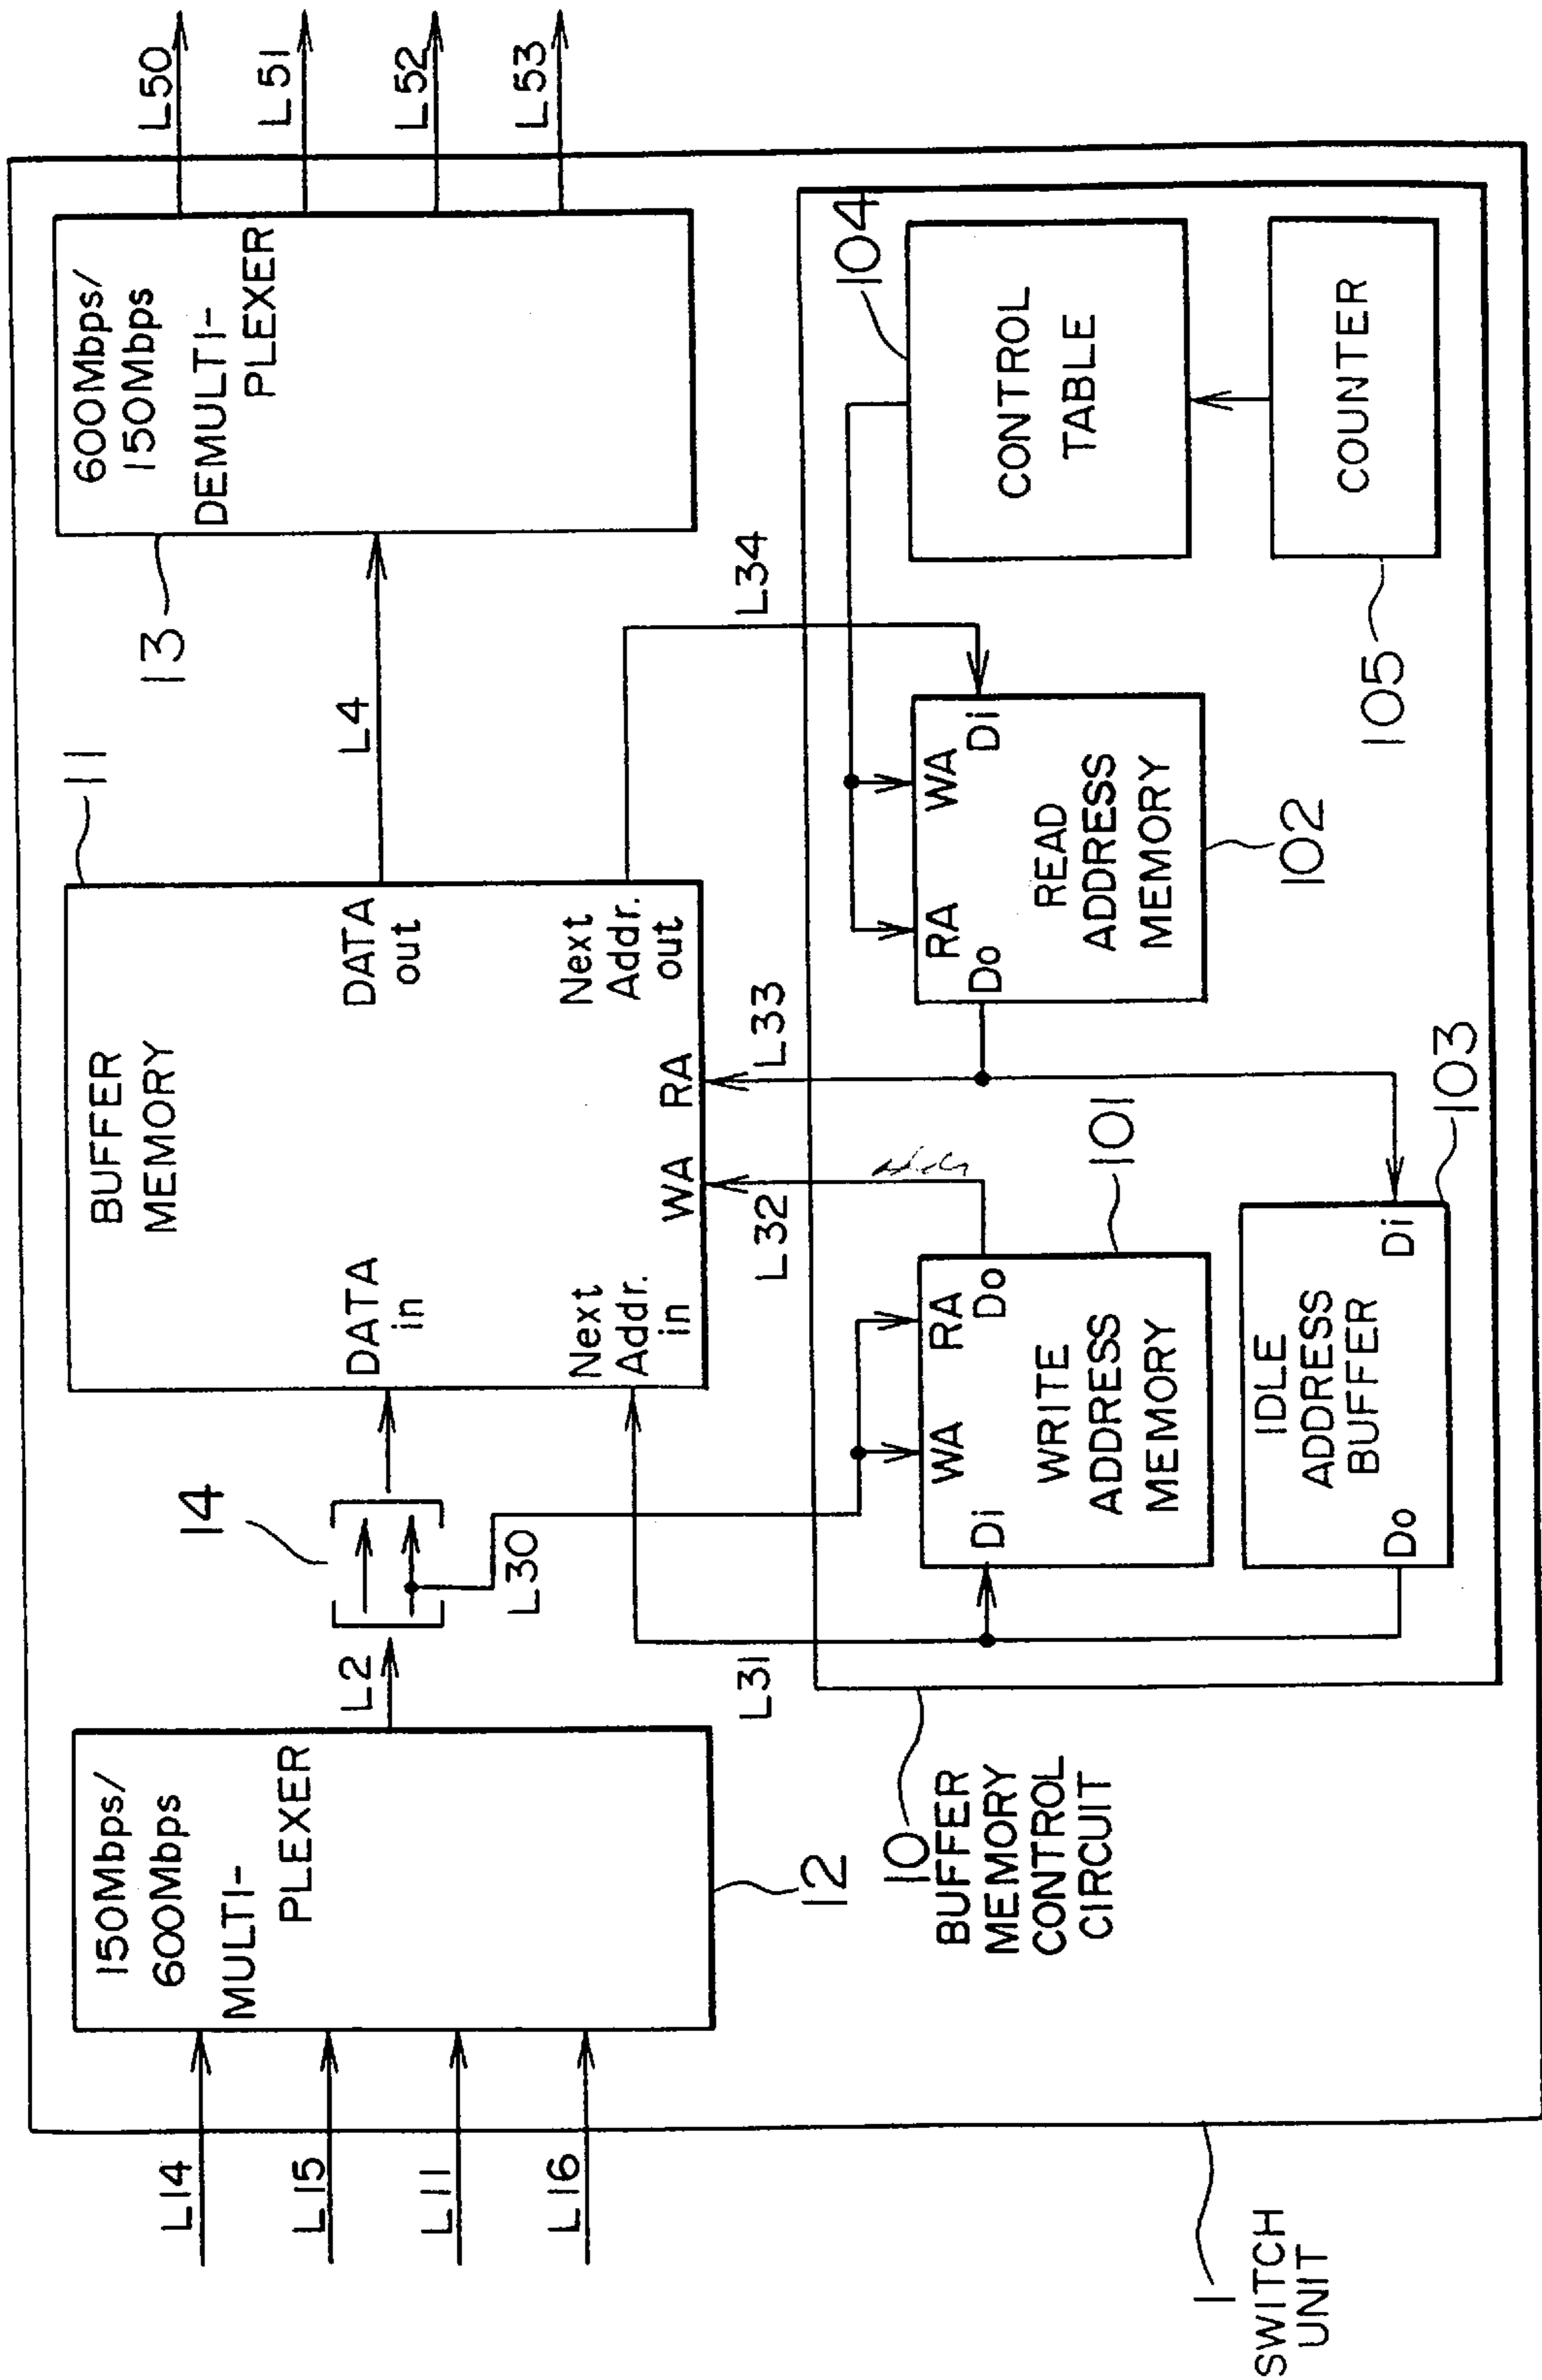 L14
L15
L11
L16
150Mbps/
600Mbps
MULTI-
PLEXER
12
L2
14
L30
L31
BUFFER
MEMORY
11
DATA
in
DATA
out
Next
Addr.
in
WA
RA
Next
Addr.
out
L4
600Mbps/
150Mbps
DEMULTI-
PLEXER
13
L50
L51
L52
L53
L32
addr
L33
L34
10
BUFFER
MEMORY
CONTROL
CIRCUIT
WA
RA
Di
Do
WRITE
ADDRESS
MEMORY
101
RA
WA
Do
Di
READ
ADDRESS
MEMORY
102
104
CONTROL
TABLE
COUNTER
105
IDLE
ADDRESS
BUFFER
Do
Di
103
1
SWITCH
UNIT